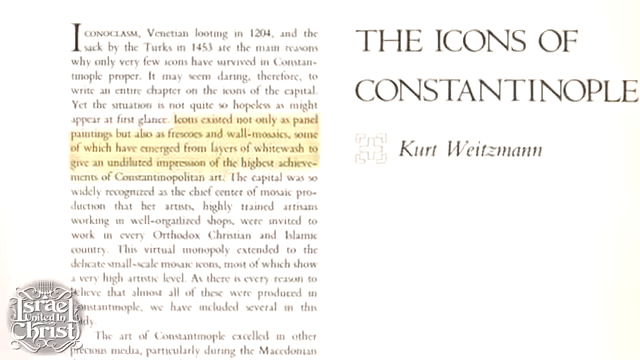 ICONOCLASM, Venetian looting in 1204, and the
sack by the Turks in 1453 are the main reasons
why only very few icons have survived in Constan-
tinople proper. It may seem daring, therefore, to
write an entire chapter on the icons of the capital.
Yet the situation is not quite so hopeless as might
appear at first glance. Icons existed not only as panel
paintings but also as frescoes and wall-mosaics, some
of which have emerged from layers of whitewash to
give an undiluted impression of the highest achieve-
ments of Constantinopolitan art. The capital was so
widely recognized as the chief center of mosaic pro-
duction that her artists, highly trained artisans
working in well-organized shops, were invited to
work in every Orthodox Christian and Islamic
country. This virtual monopoly extended to the
delicate small-scale mosaic icons, most of which show
a very high artistic level. As there is every reason to
believe that almost all of these were produced in
Constantinople, we have included several in this
The art of Constantinople excelled in other
precious media, particularly during the Macedonian
THE ICONS OF
CONSTANTINOPLE
Kurt Weitzmann
Israel
United In
Christ